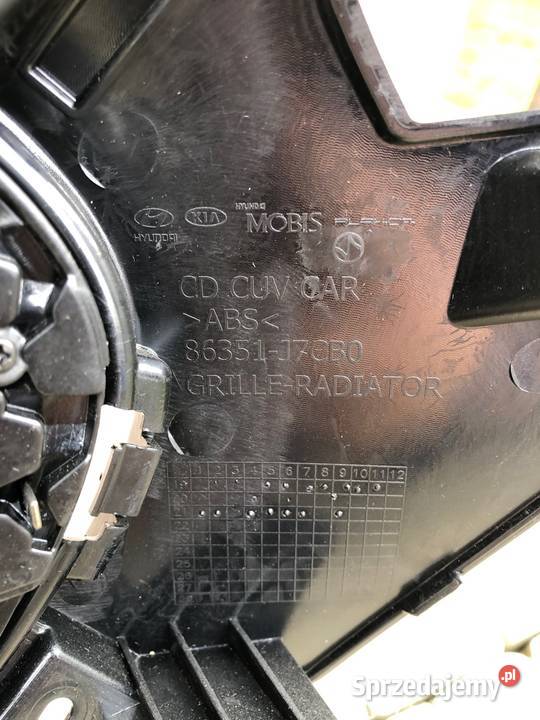 HYUNDAI KIA HYUNDAI MOBIS
CD CUV CAR
>ABS<
86351-J7CB0
GRILLE-RADIATOR
1 2 3 4 5 6 7 8 9 10 11 12
Sprzedajemy.pl